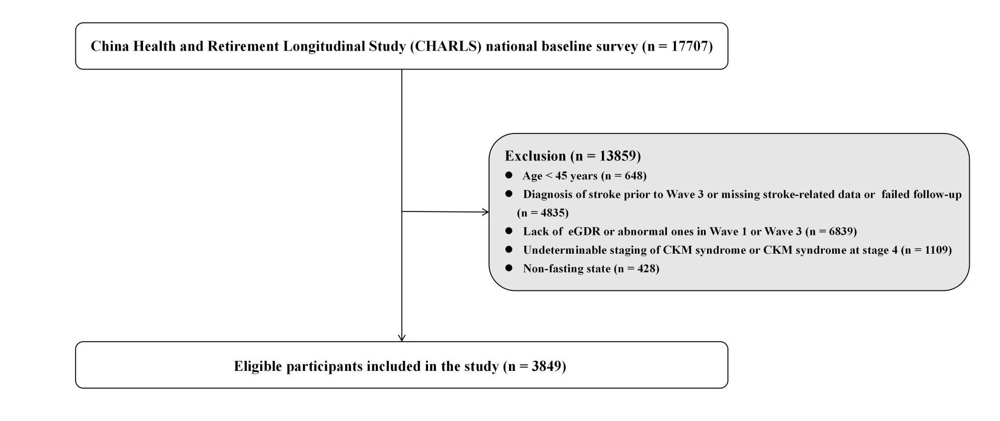 China Health and Retirement Longitudinal Study (CHARLS) national baseline survey (n = 17707)
Exclusion (n = 13859)
● Age < 45 years (n = 648)
● Diagnosis of stroke prior to Wave 3 or missing stroke-related data or failed follow-up
(n = 4835)
● Lack of eGDR or abnormal ones in Wave 1 or Wave 3 (n = 6839)
● Undeterminable staging of CKM syndrome or CKM syndrome at stage 4 (n = 1109)
● Non-fasting state (n = 428)
Eligible participants included in the study (n = 3849)